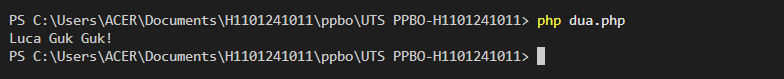 PS C:\Users\ACER\Documents\H1101241011\ppbo\UTS PPBO-H1101241011> php dua.php
Luca Guk Guk!
PS C:\Users\ACER\Documents\H1101241011\ppbo\UTS PPBO-H1101241011>